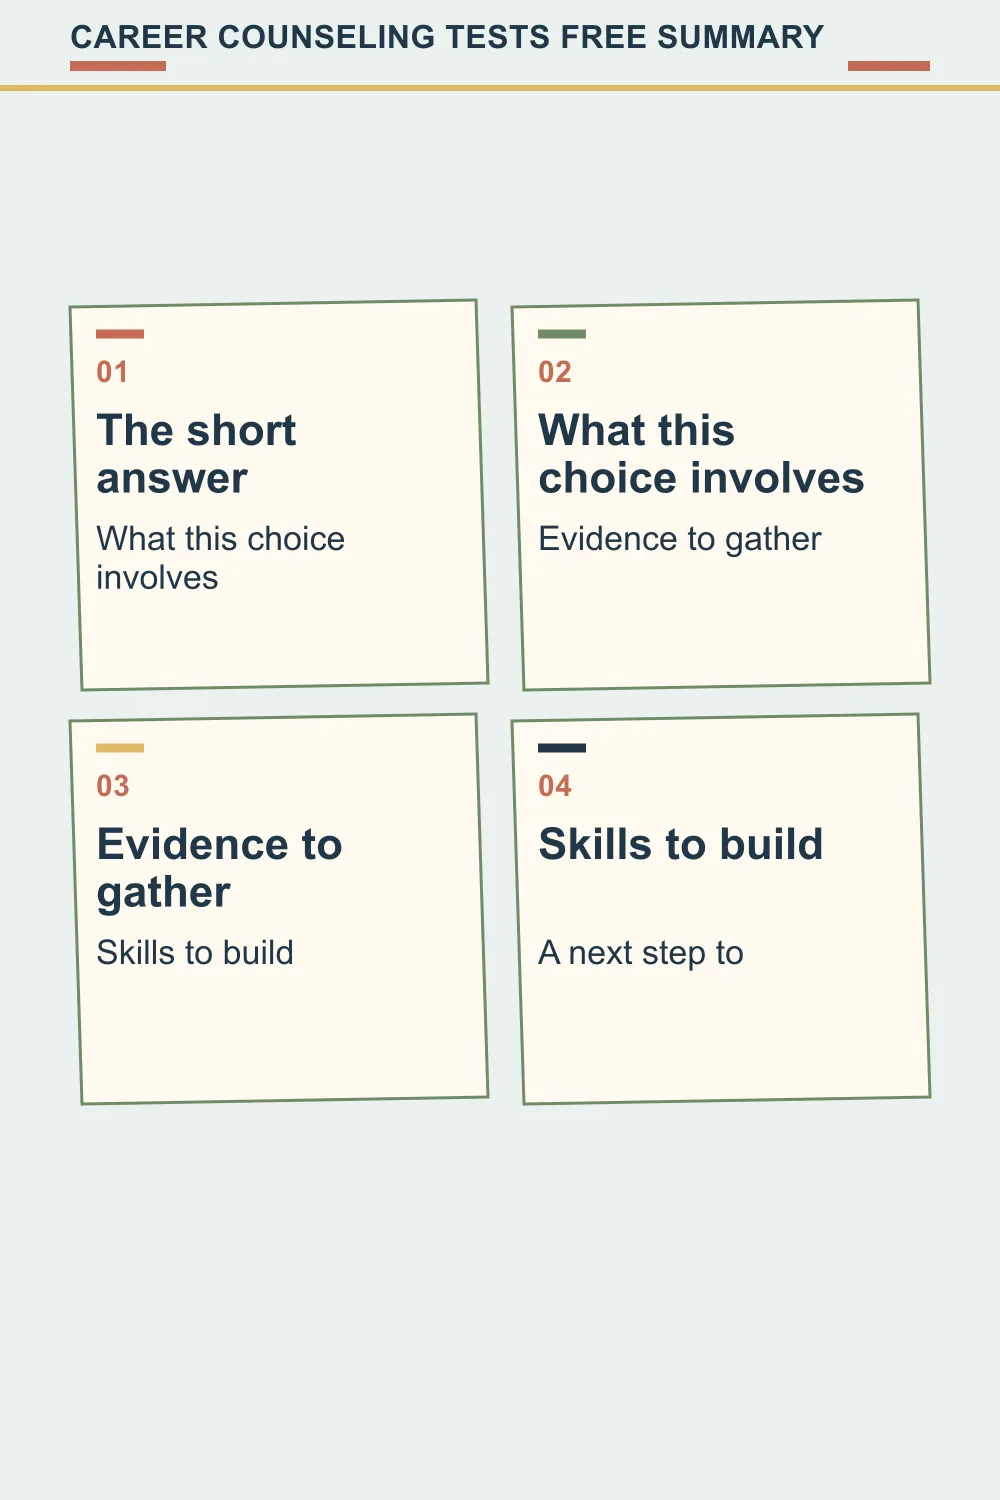 CAREER COUNSELING TESTS FREE SUMMARY
01
The short
answer
What this choice
involves
02
What this
choice involves
Evidence to gather
03
Evidence to
gather
Skills to build
04
Skills to build
A next step to